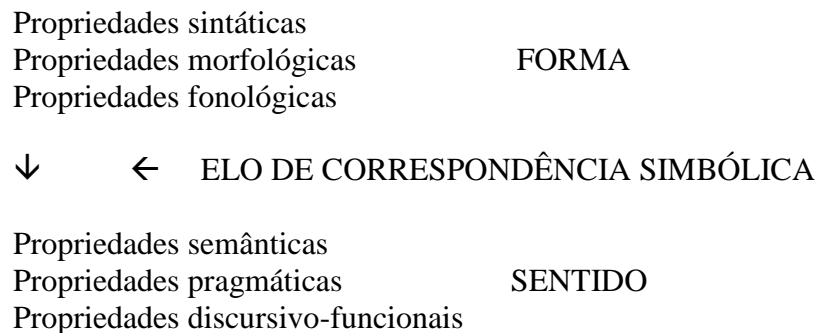 Propriedades sintáticas
Propriedades morfológicas FORMA
Propriedades fonológicas
↓ ← ELO DE CORRESPONDÊNCIA SIMBÓLICA
Propriedades semânticas
Propriedades pragmáticas SENTIDO
Propriedades discursivo-funcionais